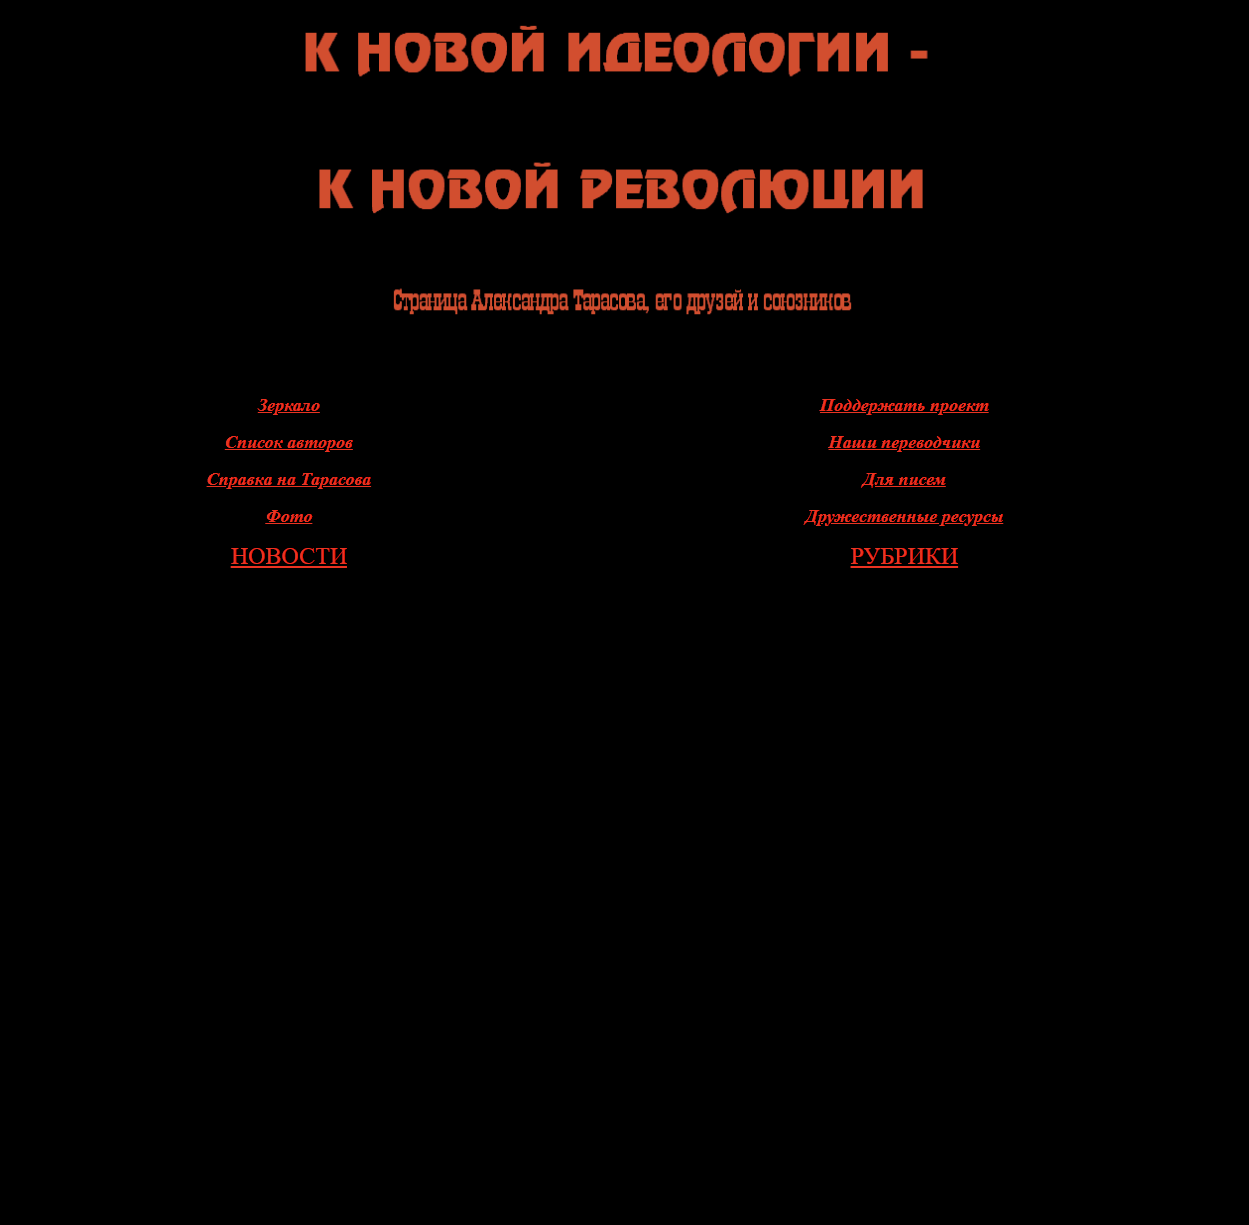 К НОВОЙ ИДЕОЛОГИИ -
К НОВОЙ РЕВОЛЮЦИИ
Страница Александра Тарасова, его друзей и союзников
Зеркало
Список авторов
Справка на Тарасова
Фото
НОВОСТИ
Поддержать проект
Наши переводчики
Для писем
Дружественные ресурсы
РУБРИКИ